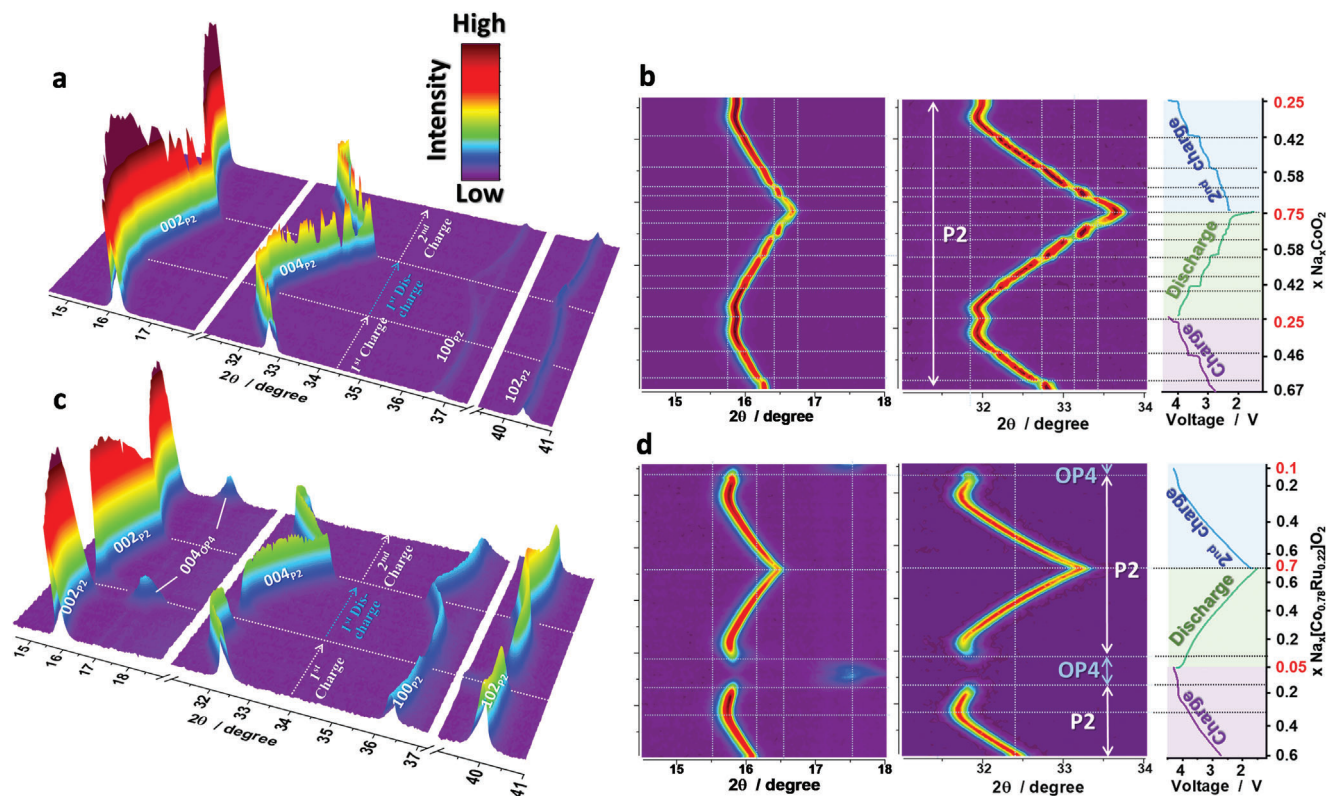 a
High
Intensity
Low
002P2
004P2
100P2
102P2
1st Charge
1st Dis-
charge
2nd
Charge
15
16
17
32
33
34
35
36
37
40
41
2θ / degree
b
P2
15
16
17
18
2θ / degree
32
33
34
2θ / degree
2nd Charge
Discharge
Charge
4
3
2
Voltage / V
0.25
0.42
0.58
0.75
0.58
0.42
0.25
0.46
0.67
x NaxCoO2
c
002P2
002P2
004OP4
004P2
100P2
102P2
1st
Charge
1st Dis-
charge
2nd
Charge
15
16
17
18
32
33
34
35
36
37
40
41
2θ / degree
d
OP4
P2
OP4
P2
15
16
17
18
2θ / degree
32
33
34
2θ / degree
2nd Charge
Discharge
Charge
4
3
2
1
Voltage / V
0.1
0.2
0.4
0.6
0.7
0.6
0.4
0.2
0.05
0.2
0.4
0.6
x Nax[Co0.78Ru0.22]O2